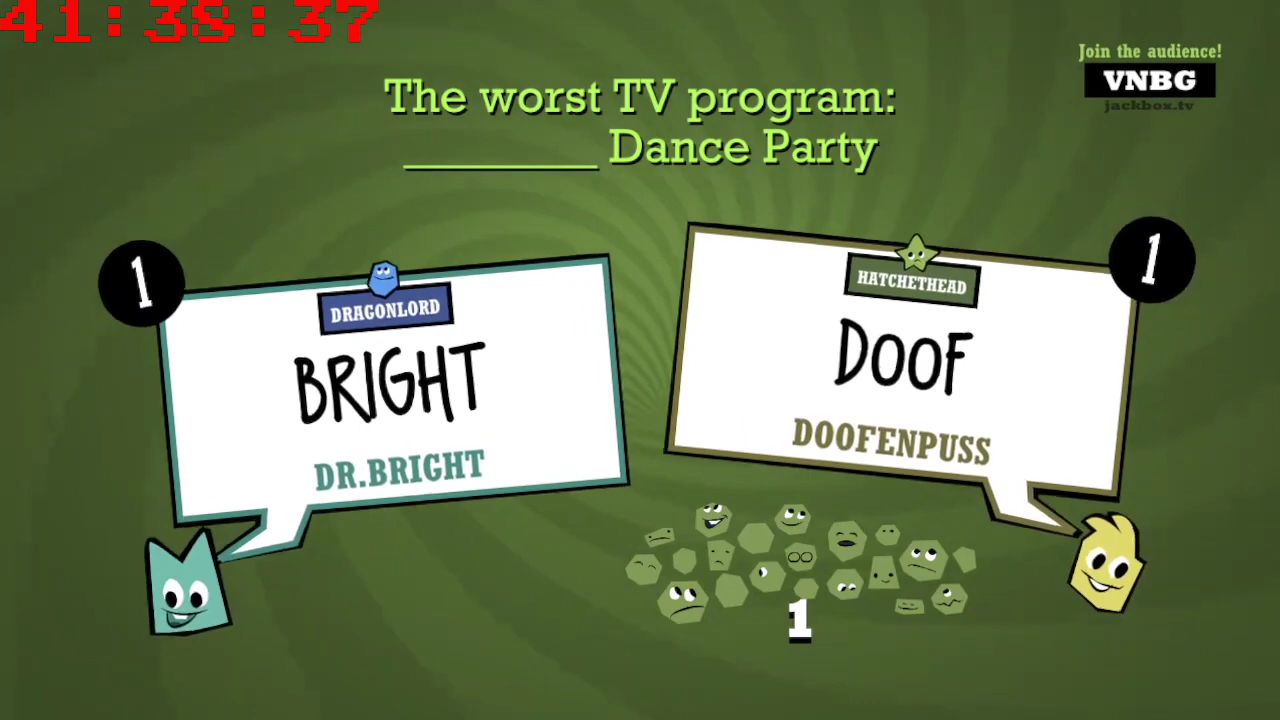 41:38:37
Join the audience!
VNBG
jackbox.tv
The worst TV program:
________ Dance Party
1
DRAGONLORD
BRIGHT
DR.BRIGHT
1
HATCHETHEAD
DOOF
DOOFENPUSS
1